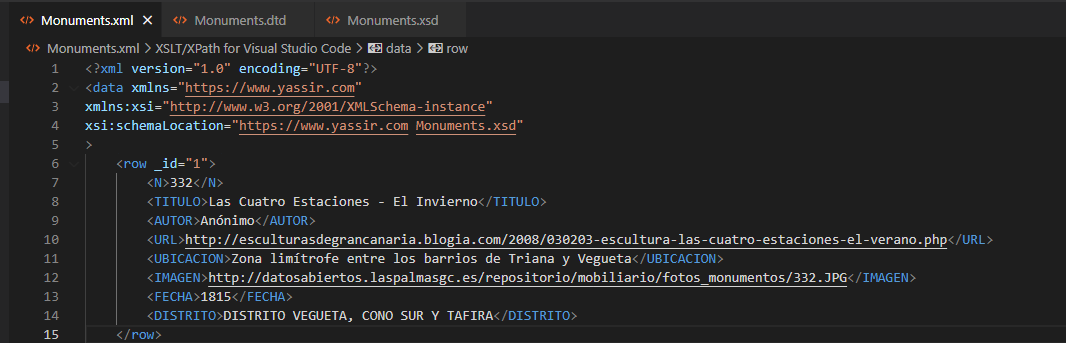 Monuments.xml Monuments.dtd Monuments.xsd
Monuments.xml > XSLT/XPath for Visual Studio Code > data > row
1 <?xml version="1.0" encoding="UTF-8"?>
2 <data xmlns="https://www.yassir.com"
3 xmlns:xsi="http://www.w3.org/2001/XMLSchema-instance"
4 xsi:schemaLocation="https://www.yassir.com Monuments.xsd"
5 >
6 <row _id="1">
7 <N>332</N>
8 <TITULO>Las Cuatro Estaciones - El Invierno</TITULO>
9 <AUTOR>Anónimo</AUTOR>
10 <URL>http://esculturasdegrancanaria.blogia.com/2008/030203-escultura-las-cuatro-estaciones-el-verano.php</URL>
11 <UBICACION>Zona limítrofe entre los barrios de Triana y Vegueta</UBICACION>
12 <IMAGEN>http://datosabiertos.laspalmasgc.es/repositorio/mobiliario/fotos_monumentos/332.JPG</IMAGEN>
13 <FECHA>1815</FECHA>
14 <DISTRITO>DISTRITO VEGUETA, CONO SUR Y TAFIRA</DISTRITO>
15 </row>